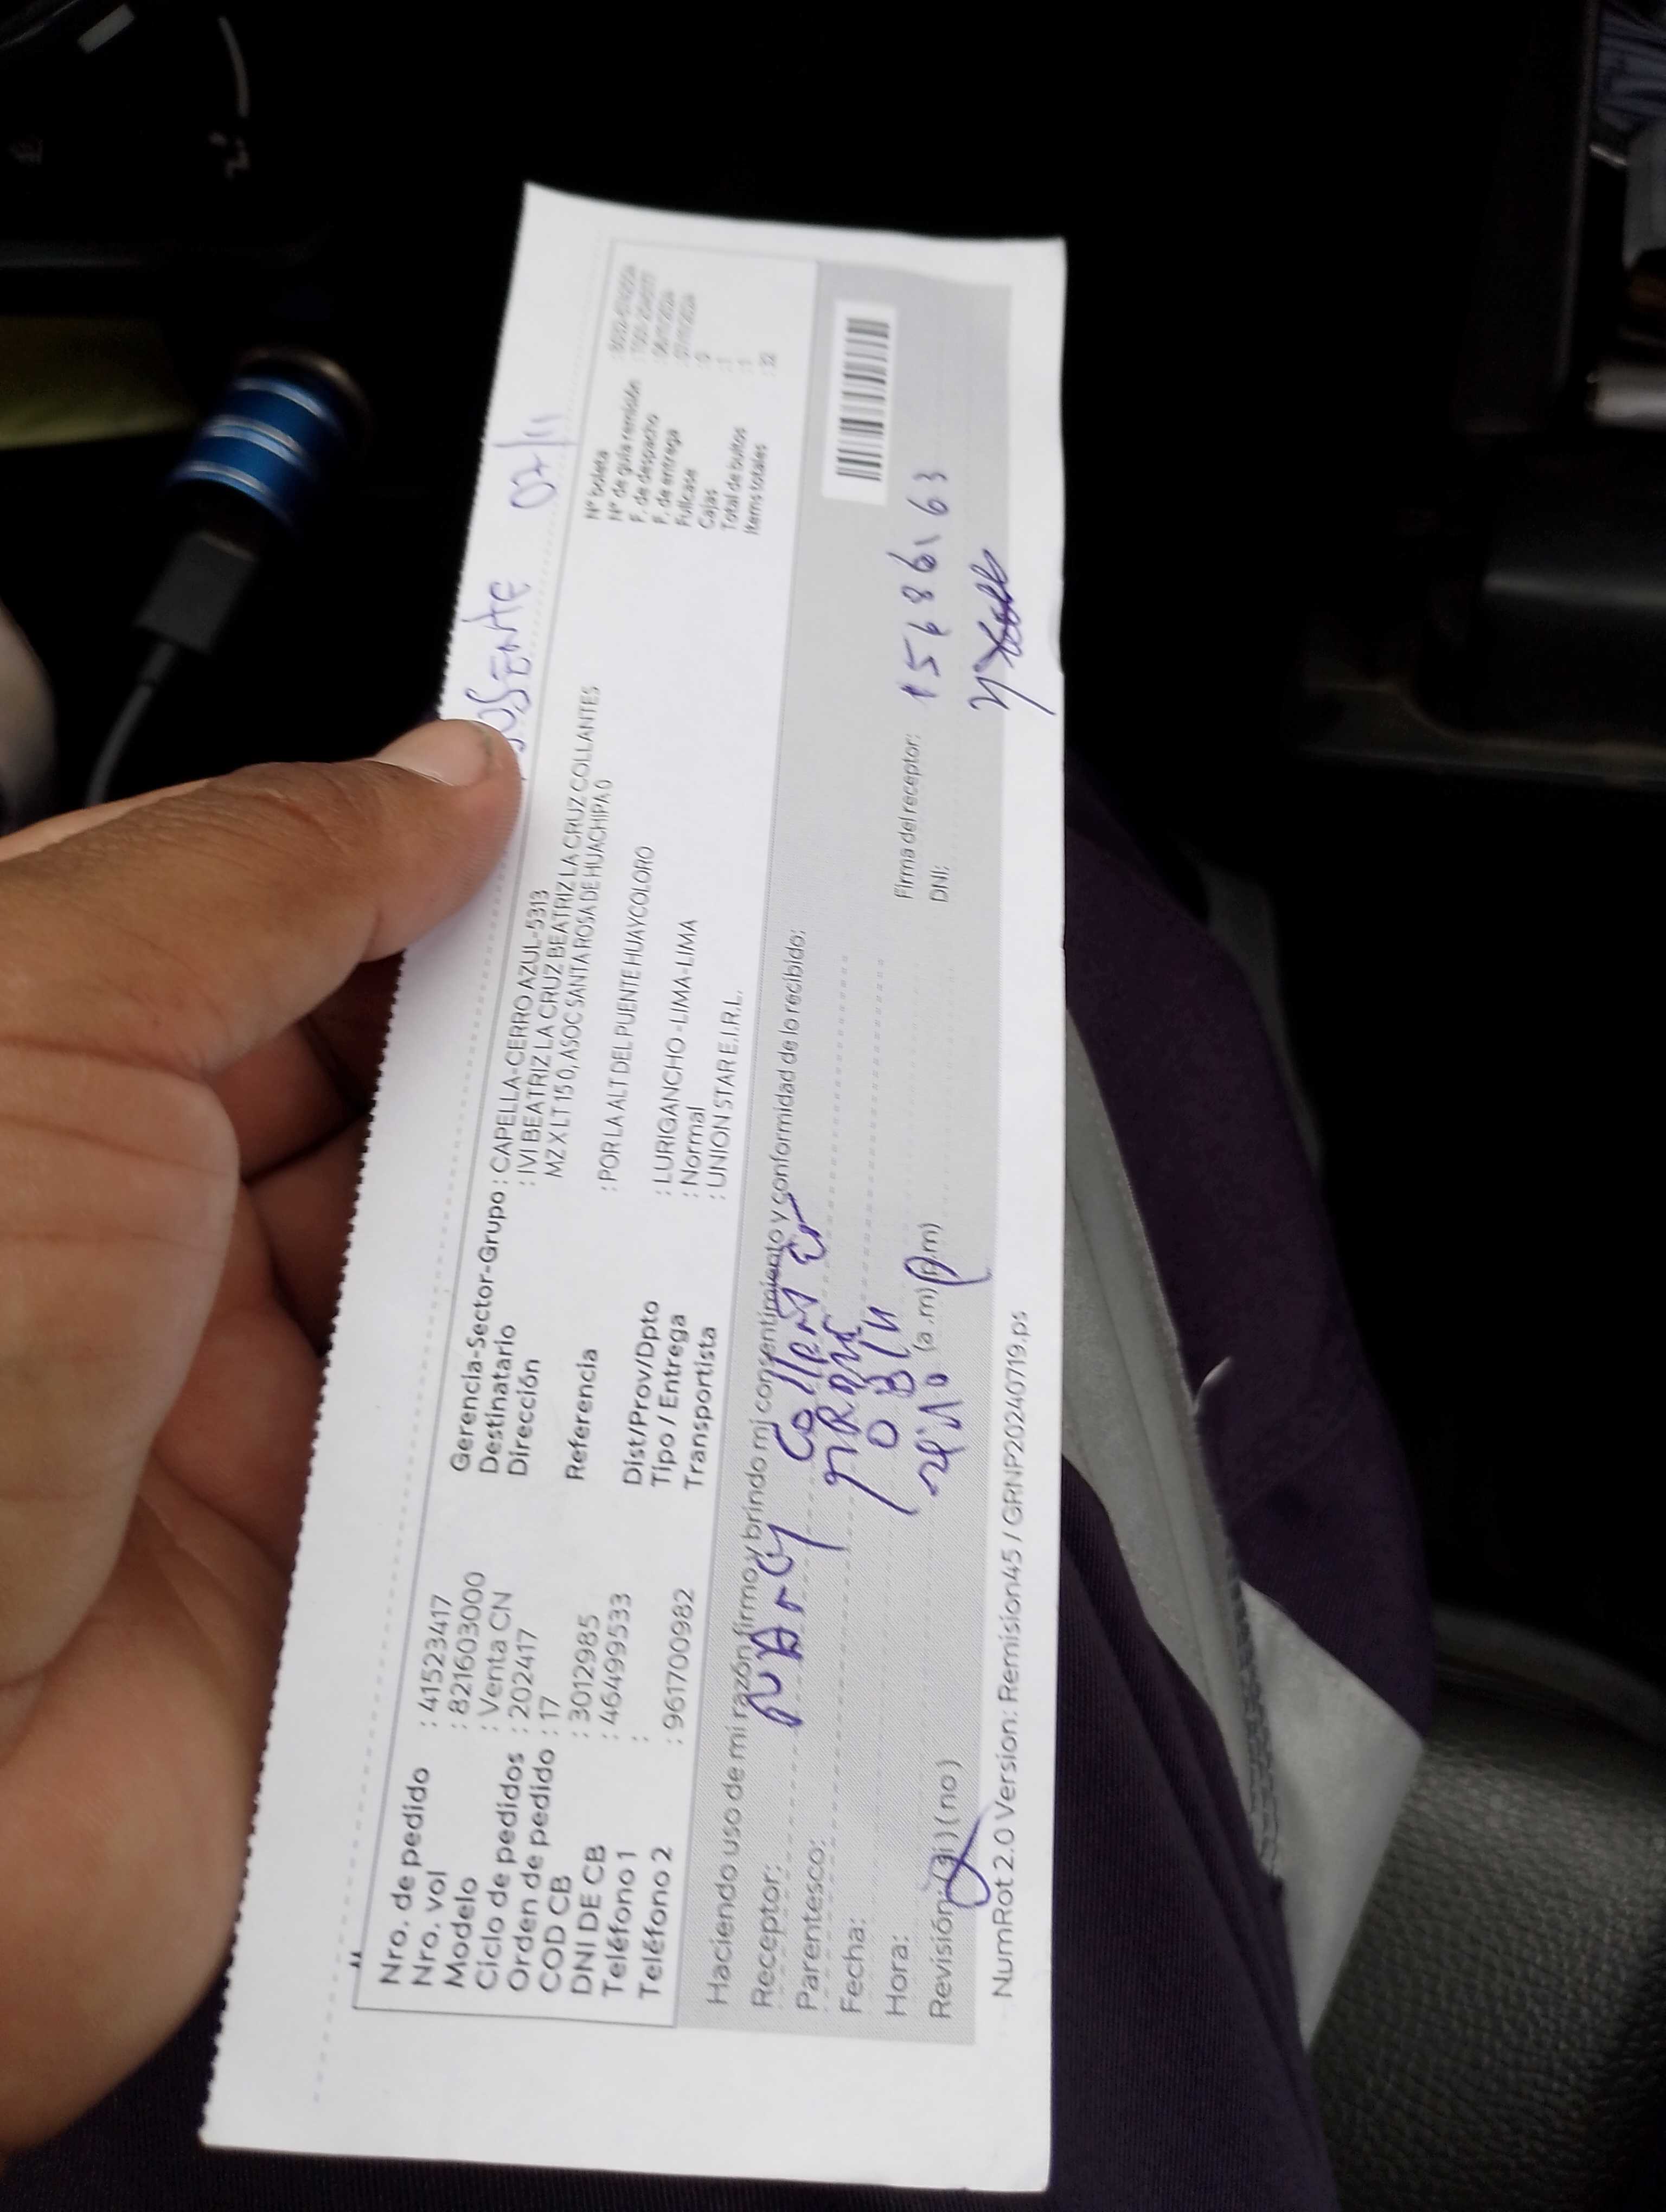 USENTE 07/11
Nro. de pedido : 41523417
Nro. vol : 821603000
Modelo : Venta CN
Ciclo de pedidos : 202417
Orden de pedido : 17
COD CB : 3012985
DNI DE CB : 46499533
Teléfono 1 :
Teléfono 2 : 961700982
Gerencia-Sector-Grupo : CAPELLA-CERRO AZUL-5313
Destinatario : IVI BEATRIZ LA CRUZ BEATRIZ LA CRUZ COLLANTES
Dirección MZ X LT 15 0, ASOC SANTA ROSA DE HUACHIPA 0
Referencia : POR LA ALT DEL PUENTE HUAYCOLORO
Dist/Prov/Dpto : LURIGANCHO -LIMA-LIMA
Tipo / Entrega : Normal
Transportista : UNION STAR E.I.R.L.
Nº boleta
Nº de guía remisión
F. de despacho
F. de entrega
Fullcase
Cajas
Total de bultos
Items totales : 32
Haciendo uso de mi razón firmo y brindo mi consentimiento y conformidad de lo recibido:
Receptor:
Parentesco:
Fecha:
Hora: (a.m) (p.m)
Revisión: (si) (no)
Firma del receptor:
DNI:
NumRot 2.0 Version: Remision45 / GRNP20240719.ps